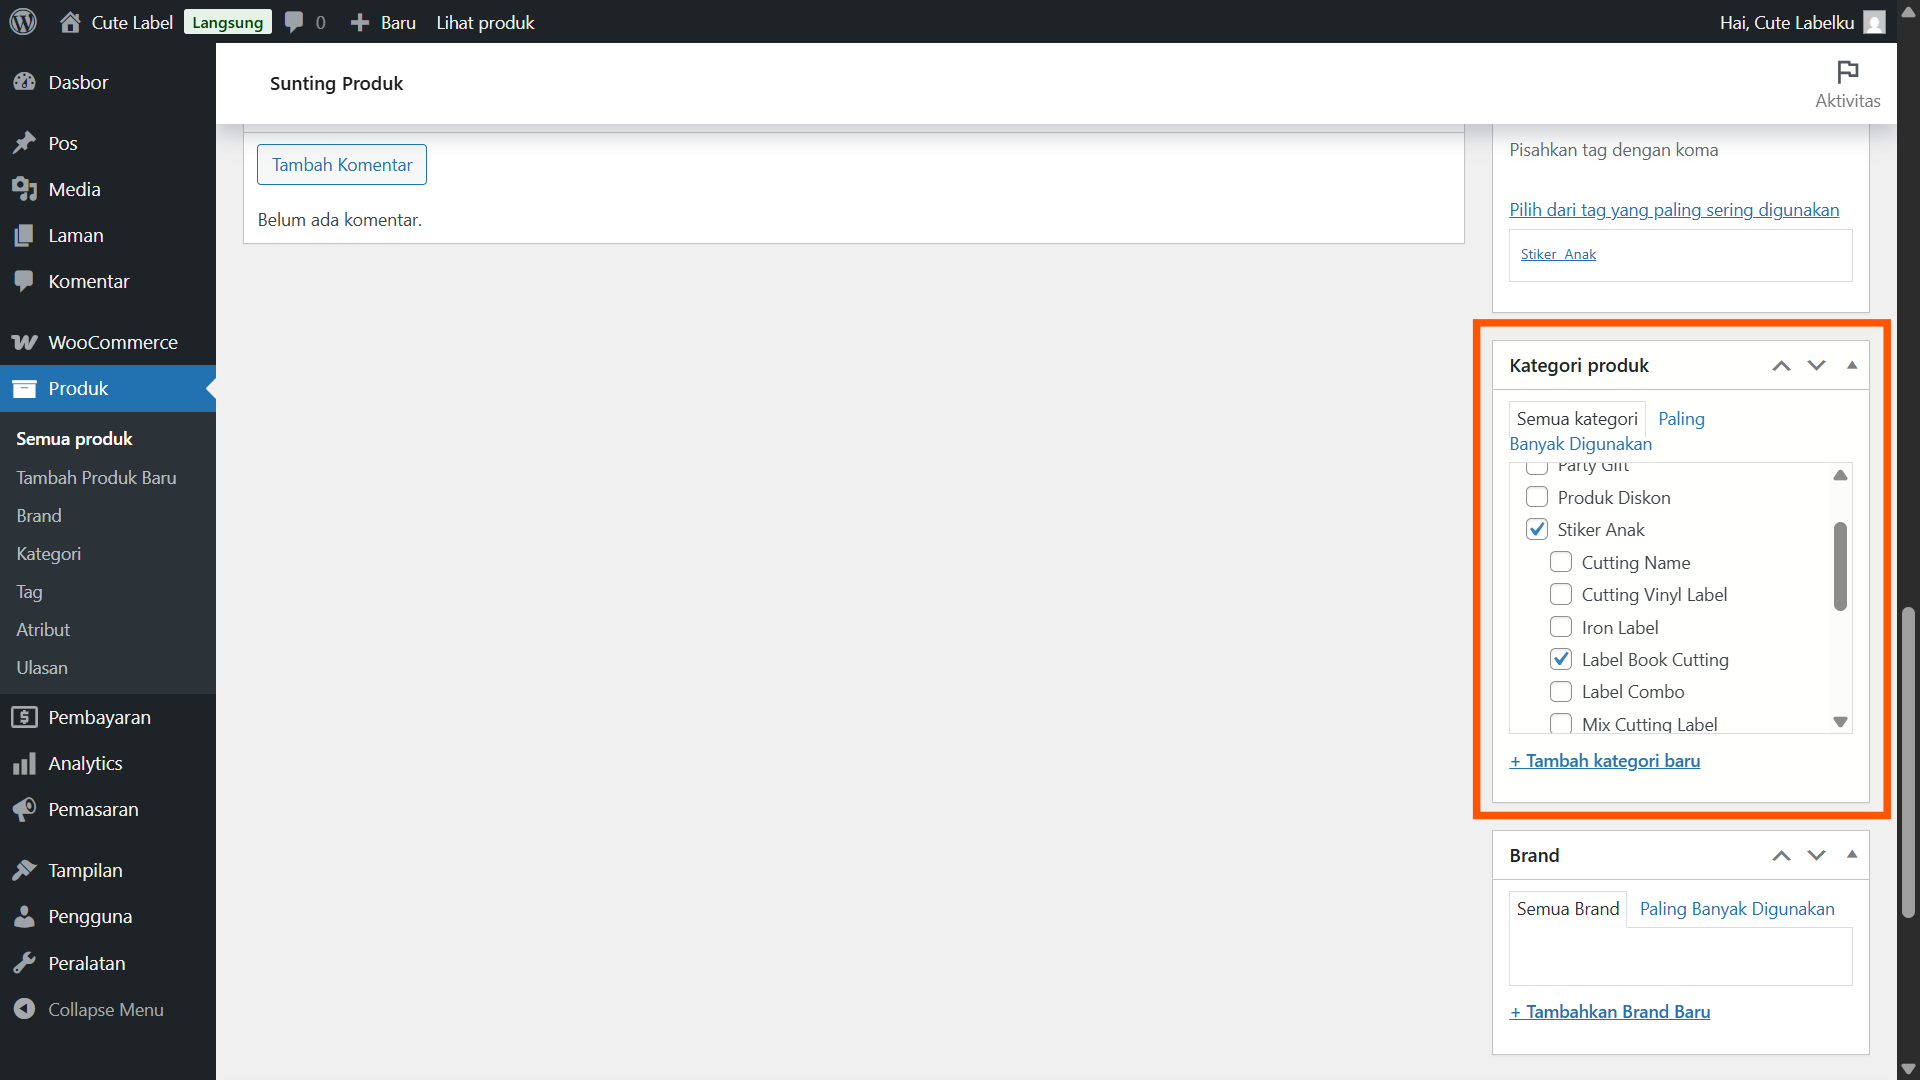 Cute Label Langsung 0 Baru Lihat produk Hai, Cute Labelku
Sunting Produk
Aktivitas
Dasbor
Pos
Media
Laman
Komentar
WooCommerce
Produk
Semua produk
Tambah Produk Baru
Brand
Kategori
Tag
Atribut
Ulasan
Pembayaran
Analytics
Pemasaran
Tampilan
Pengguna
Peralatan
Collapse Menu
Tambah Komentar
Belum ada komentar.
Pisahkan tag dengan koma
Pilih dari tag yang paling sering digunakan
Stiker Anak
Kategori produk
Semua kategori Paling
Banyak Digunakan
Party Gift
Produk Diskon
Stiker Anak
Cutting Name
Cutting Vinyl Label
Iron Label
Label Book Cutting
Label Combo
Mix Cutting Label
+ Tambah kategori baru
Brand
Semua Brand Paling Banyak Digunakan
+ Tambahkan Brand Baru